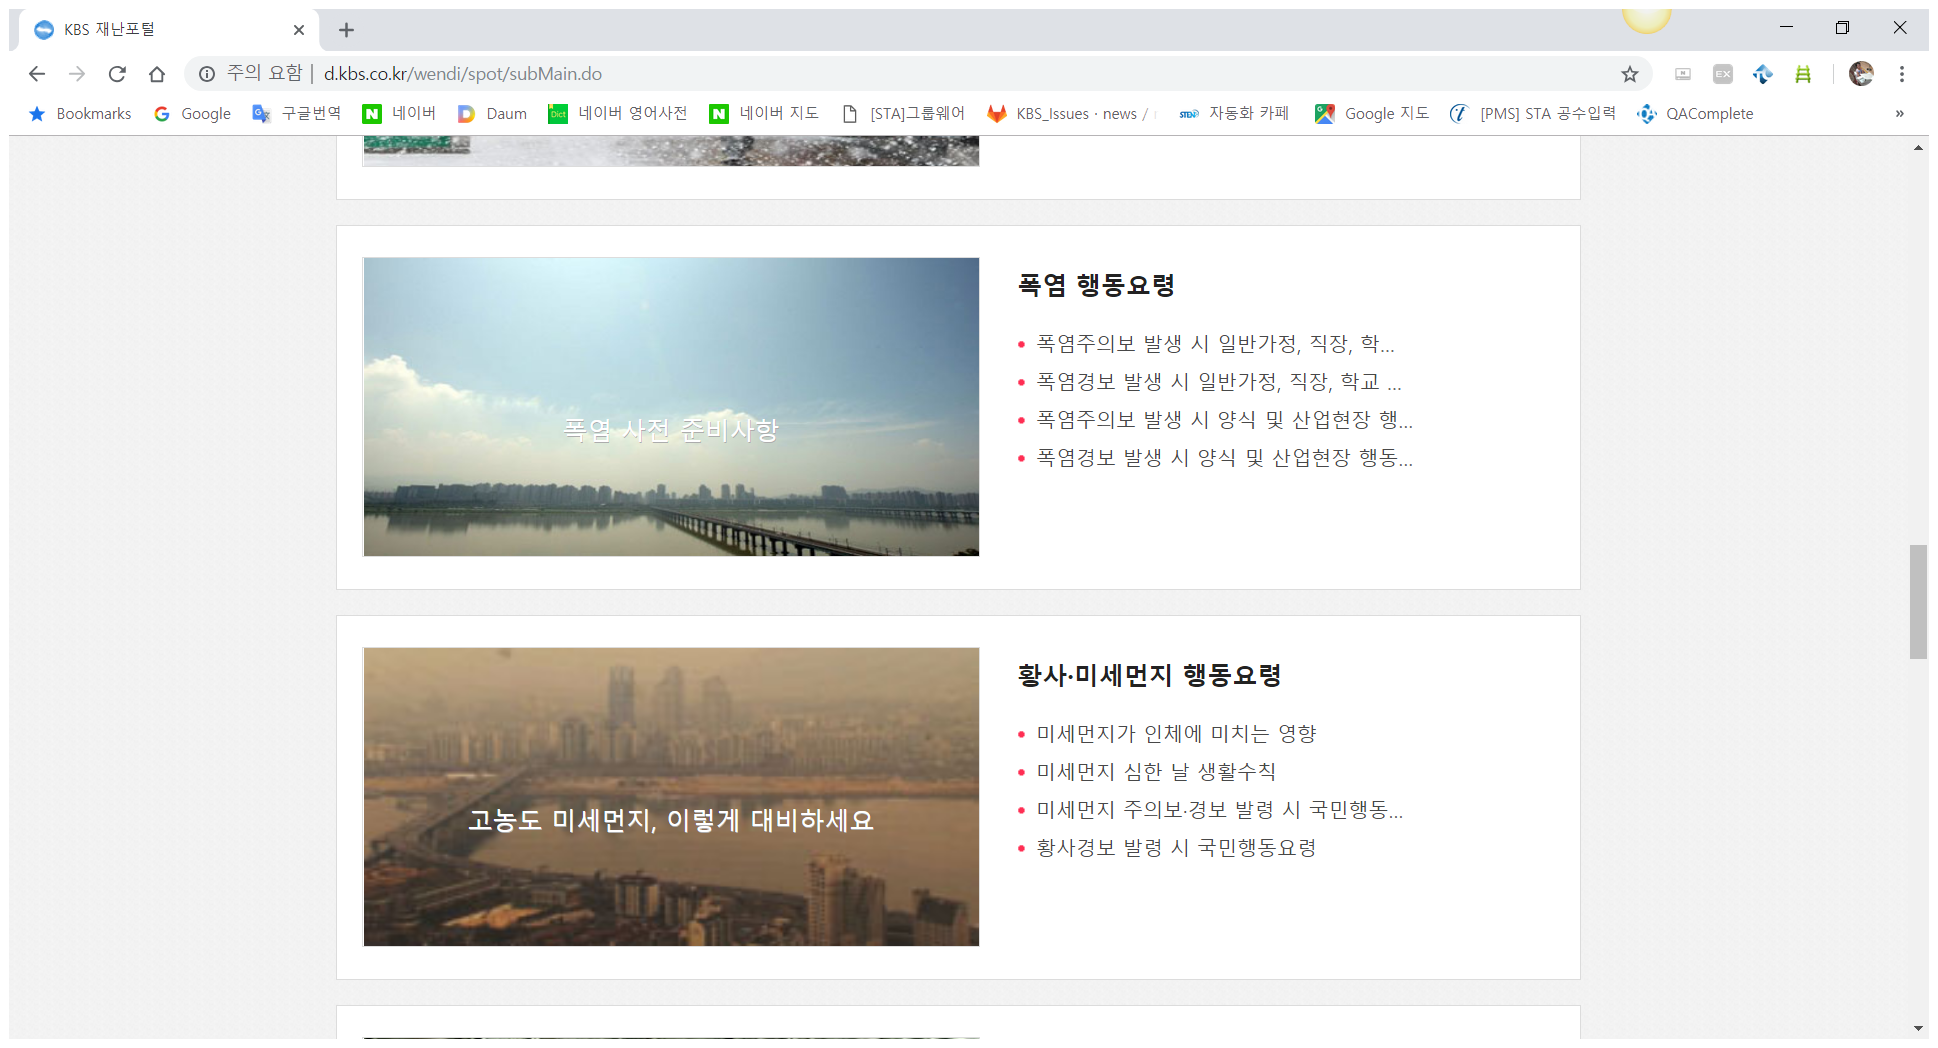 KBS 재난포털
주의 요함 | d.kbs.co.kr/wendi/spot/subMain.do
Bookmarks Google 구글번역 네이버 Daum 네이버 영어사전 네이버 지도 [STA]그룹웨어 KBS_Issues · news / 자동화 카페 Google 지도 [PMS] STA 공수입력 QAComplete »
폭염 사전 준비사항
폭염 행동요령
폭염주의보 발생 시 일반가정, 직장, 학...
폭염경보 발생 시 일반가정, 직장, 학교 ...
폭염주의보 발생 시 양식 및 산업현장 행...
폭염경보 발생 시 양식 및 산업현장 행동...
고농도 미세먼지, 이렇게 대비하세요
황사·미세먼지 행동요령
미세먼지가 인체에 미치는 영향
미세먼지 심한 날 생활수칙
미세먼지 주의보·경보 발령 시 국민행동...
황사경보 발령 시 국민행동요령